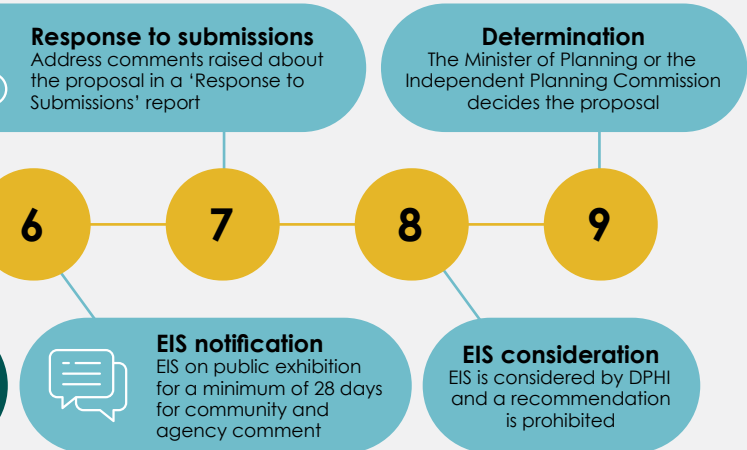 Response to submissions
Address comments raised about
the proposal in a ‘Response to
Submissions’ report
Determination
The Minister of Planning or the
Independent Planning Commission
decides the proposal
6
7
8
9
EIS notification
EIS on public exhibition
for a minimum of 28 days
for community and
agency comment
EIS consideration
EIS is considered by DPHI
and a recommendation
is prohibited